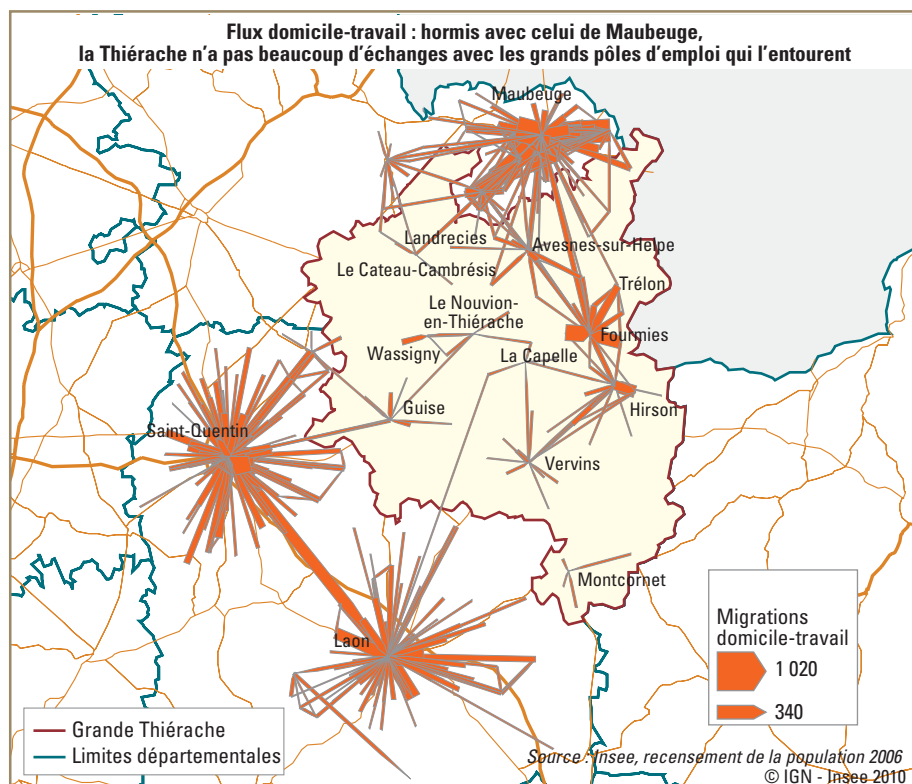 Flux domicile-travail : hormis avec celui de Maubeuge,
la Thiérache n'a pas beaucoup d'échanges avec les grands pôles d'emploi qui l'entourent
Maubeuge
Landrecies
Avesnes-sur-Helpe
Le Cateau-Cambrésis
Trélon
Le Nouvion-
en-Thiérache
Fourmies
Wassigny
La Capelle
Guise
Hirson
Saint-Quentin
Vervins
Montcornet
Laon
Migrations
domicile-travail
1 020
340
Grande Thiérache
Limites départementales
Source : Insee, recensement de la population 2006
© IGN - Insee 2010